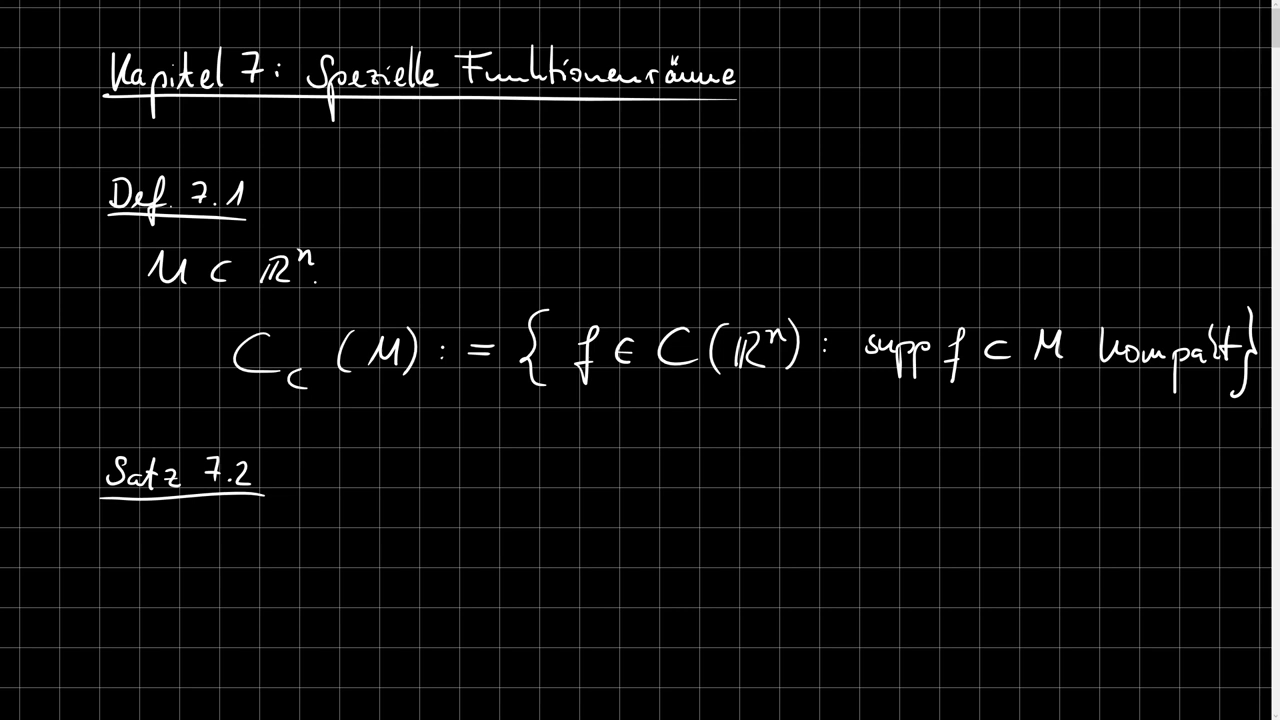 Kapitel 7: Spezielle Funktionenräume
Def. 7.1
M ⊂ ℝⁿ.
C_c (M) := { f ∈ C(ℝⁿ) : supp f ⊂ M kompakt}
Satz 7.2